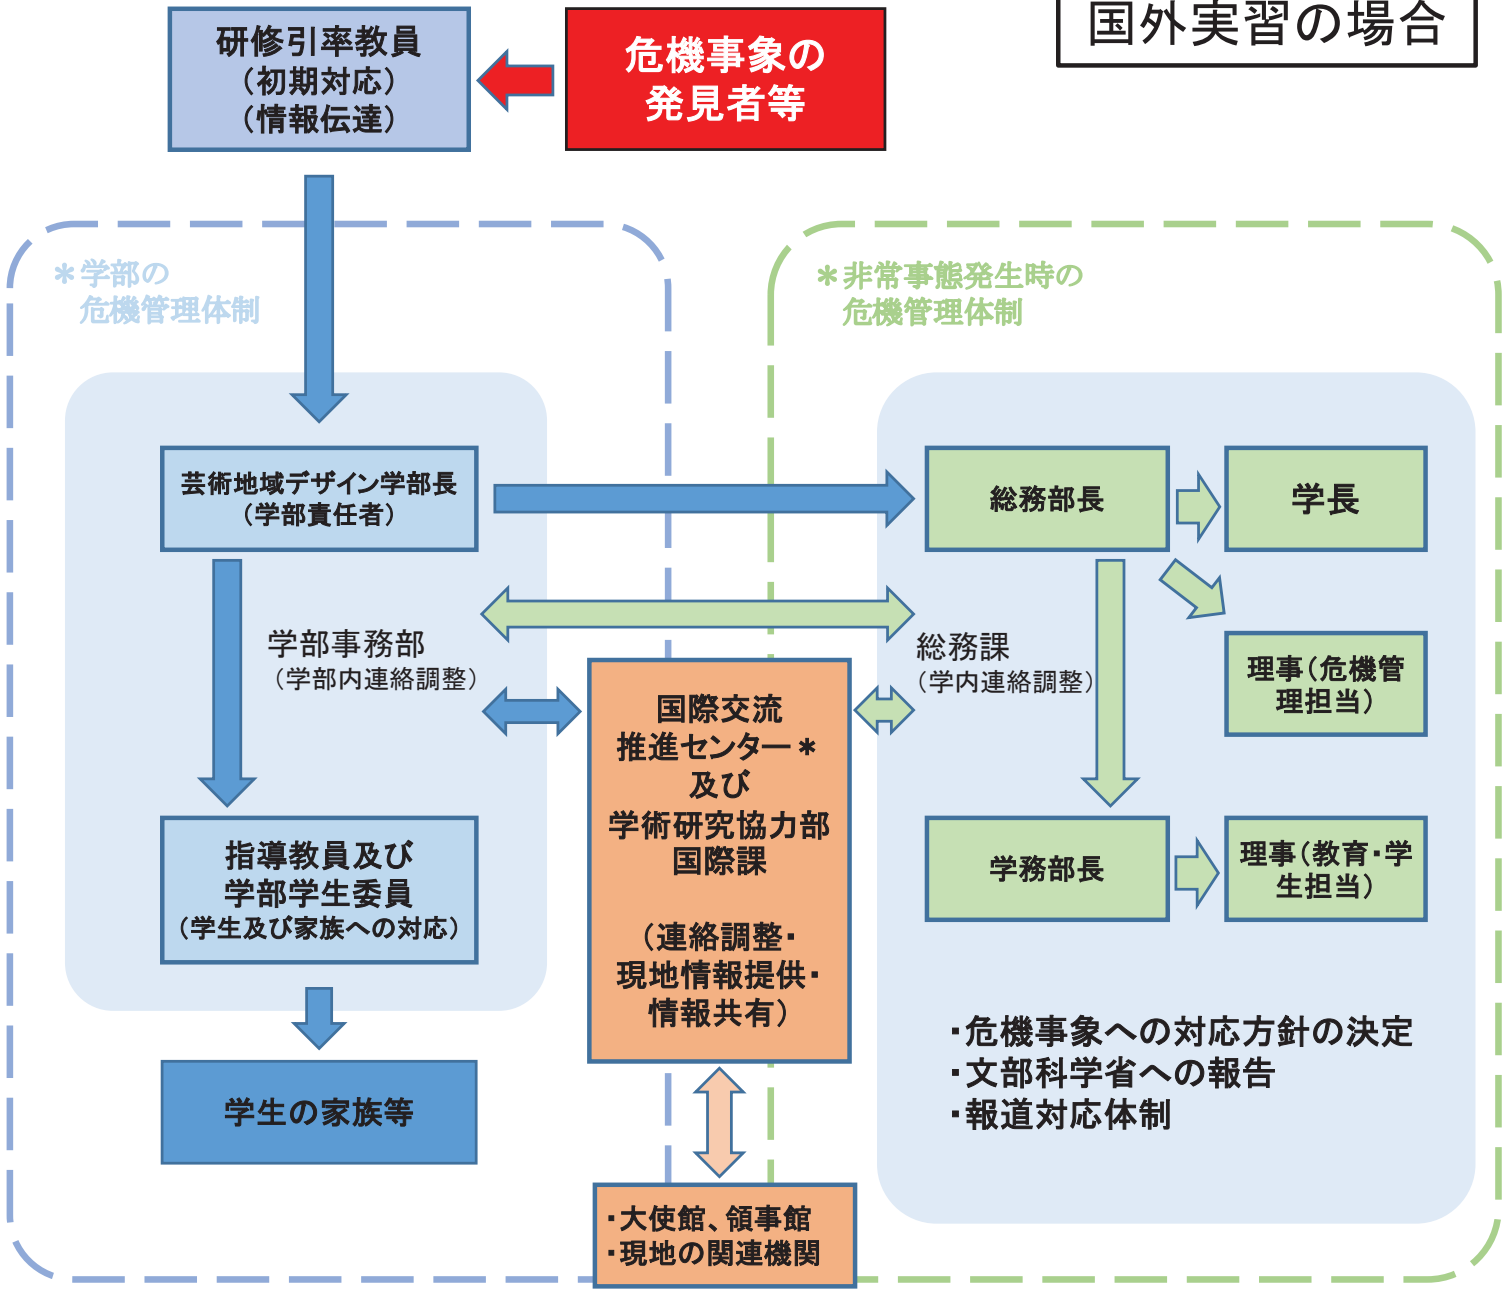 国外実習の場合
研修引率教員
（初期対応）
（情報伝達）
危機事象の
発見者等
＊学部の
危機管理体制
＊非常事態発生時の
危機管理体制
芸術地域デザイン学部長
（学部責任者）
総務部長
学長
学部事務部
（学部内連絡調整）
総務課
（学内連絡調整）
理事（危機管
理担当）
国際交流
推進センター＊
及び
学術研究協力部
国際課
（連絡調整・
現地情報提供・
情報共有）
指導教員及び
学部学生委員
（学生及び家族への対応）
学務部長
理事（教育・学
生担当）
学生の家族等
・危機事象への対応方針の決定
・文部科学省への報告
・報道対応体制
・大使館、領事館
・現地の関連機関